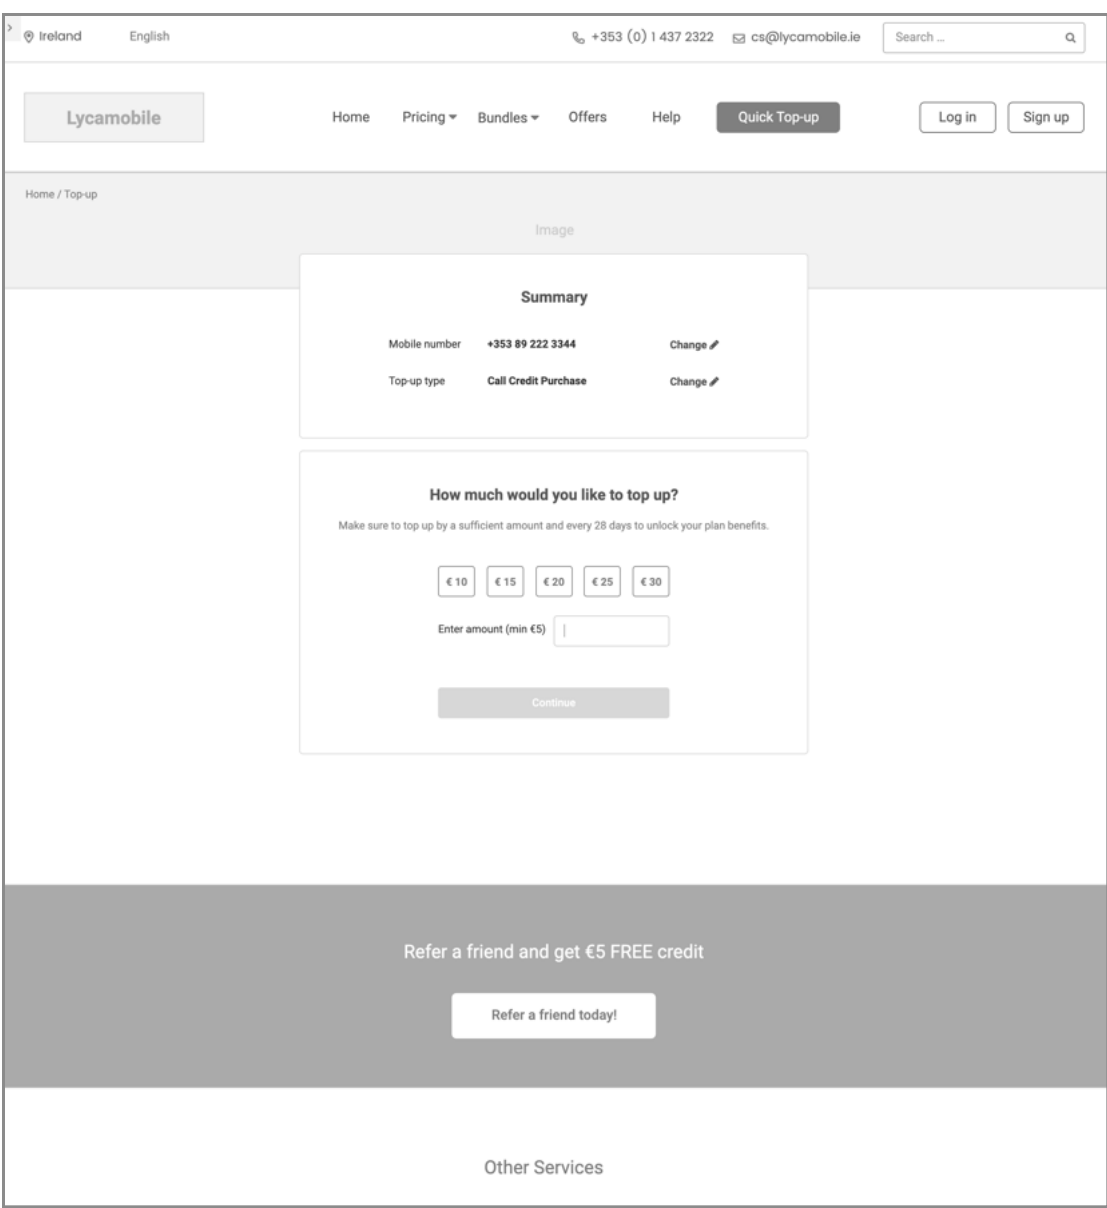 Ireland English +353 (0) 1 437 2322 cs@lycamobile.ie Search ...
Lycamobile Home Pricing Bundles Offers Help Quick Top-up Log in Sign up
Home / Top-up
Image
Summary
Mobile number +353 89 222 3344 Change
Top-up type Call Credit Purchase Change
How much would you like to top up?
Make sure to top up by a sufficient amount and every 28 days to unlock your plan benefits.
€ 10 € 15 € 20 € 25 € 30
Enter amount (min €5)
Continue
Refer a friend and get €5 FREE credit
Refer a friend today!
Other Services